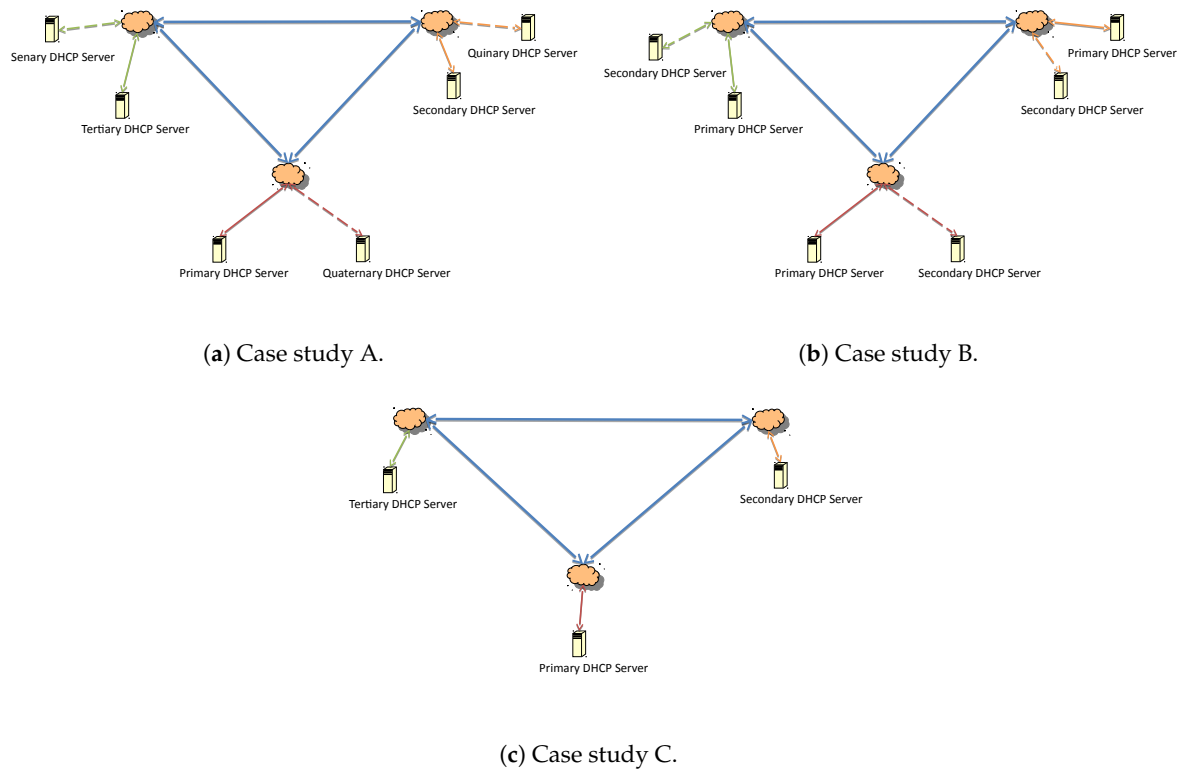 Senary DHCP Server
Quinary DHCP Server
Tertiary DHCP Server
Secondary DHCP Server
Primary DHCP Server
Quaternary DHCP Server
(a) Case study A.
Secondary DHCP Server
Primary DHCP Server
Primary DHCP Server
Secondary DHCP Server
Primary DHCP Server
Secondary DHCP Server
(b) Case study B.
Tertiary DHCP Server
Secondary DHCP Server
Primary DHCP Server
(c) Case study C.